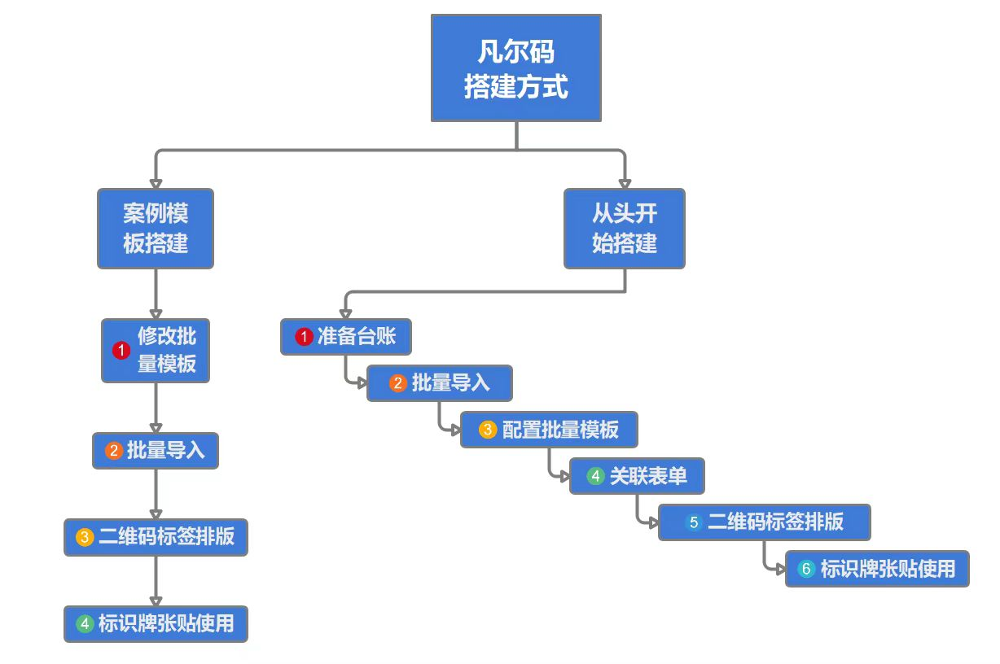 凡尔码
搭建方式
案例模
板搭建
1 修改批
量模板
2 批量导入
3 二维码标签排版
4 标识牌张贴使用
从头开
始搭建
1 准备台账
2 批量导入
3 配置批量模板
4 关联表单
5 二维码标签排版
6 标识牌张贴使用